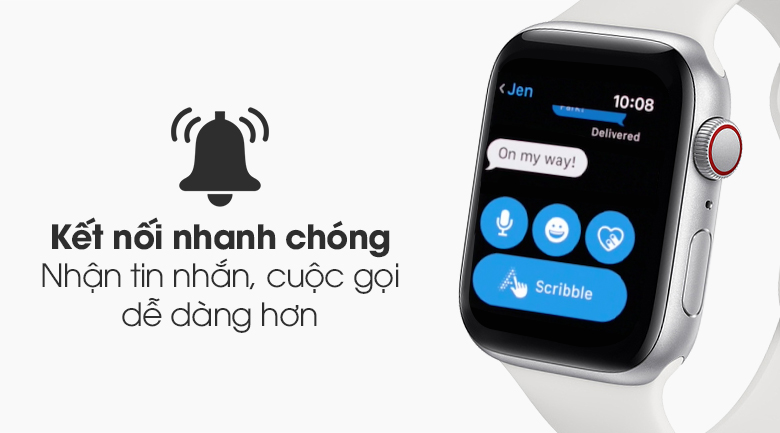 Kết nối nhanh chóng
Nhận tin nhắn, cuộc gọi
dễ dàng hơn
Jen
10:08
Delivered
On my way!
Scribble